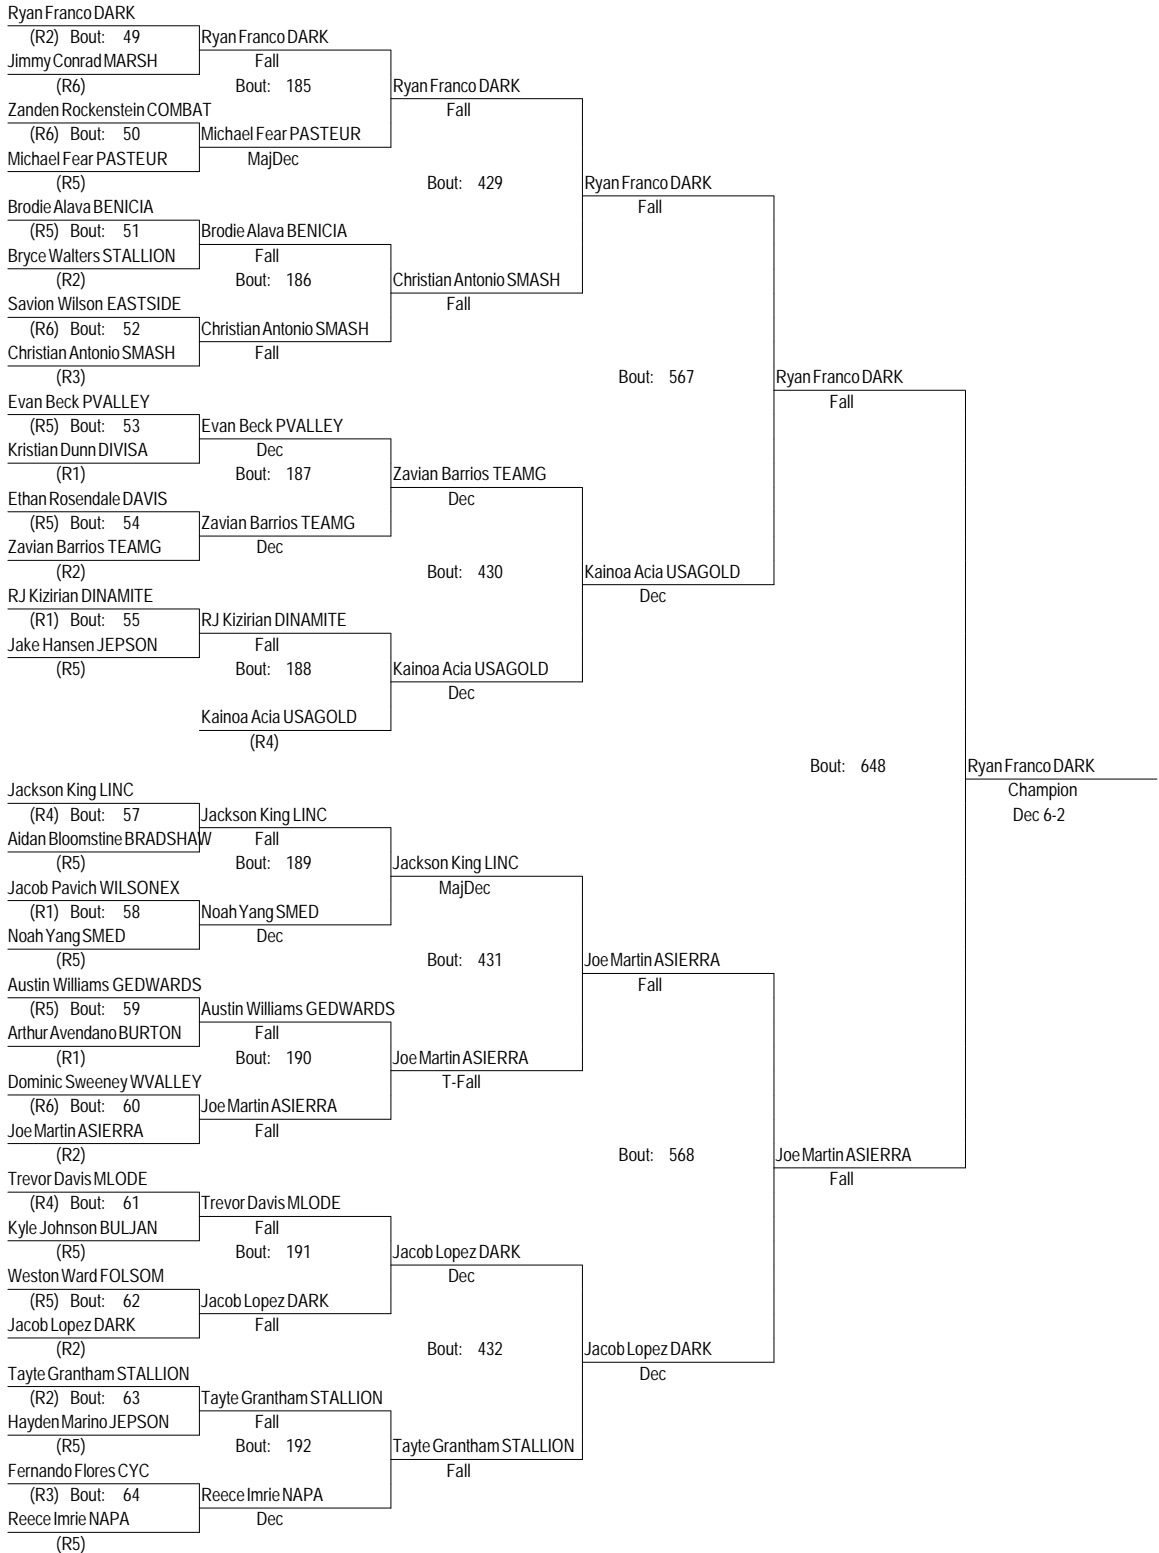 Ryan Franco DARK
(R2) Bout: 49 Ryan Franco DARK
Jimmy Conrad MARSH Fall
(R6) Bout: 185 Ryan Franco DARK
Zanden Rockenstein COMBAT Fall
(R6) Bout: 50 Michael Fear PASTEUR
Michael Fear PASTEUR MajDec
(R5) Bout: 429 Ryan Franco DARK
Brodie Alava BENICIA Fall
(R5) Bout: 51 Brodie Alava BENICIA
Bryce Walters STALLION Fall
(R2) Bout: 186 Christian Antonio SMASH
Savion Wilson EASTSIDE Fall
(R6) Bout: 52 Christian Antonio SMASH
Christian Antonio SMASH Fall
(R3) Bout: 567 Ryan Franco DARK
Evan Beck PVALLEY Fall
(R5) Bout: 53 Evan Beck PVALLEY
Kristian Dunn DIVISA Dec
(R1) Bout: 187 Zavian Barrios TEAMG
Ethan Rosendale DAVIS Dec
(R5) Bout: 54 Zavian Barrios TEAMG
Zavian Barrios TEAMG Dec
(R2) Bout: 430 Kainoa Acia USAGOLD
RJ Kizirian DINAMITE Dec
(R1) Bout: 55 RJ Kizirian DINAMITE
Jake Hansen JEPSON Fall
(R5) Bout: 188 Kainoa Acia USAGOLD
Dec
Kainoa Acia USAGOLD
(R4)
Bout: 648 Ryan Franco DARK
Jackson King LINC Champion
(R4) Bout: 57 Jackson King LINC Dec 6-2
Aidan Bloomstine BRADSHAW Fall
(R5) Bout: 189 Jackson King LINC
Jacob Pavich WILSONEX MajDec
(R1) Bout: 58 Noah Yang SMED
Noah Yang SMED Dec
(R5) Bout: 431 Joe Martin ASIERRA
Austin Williams GEDWARDS Fall
(R5) Bout: 59 Austin Williams GEDWARDS
Arthur Avendano BURTON Fall
(R1) Bout: 190 Joe Martin ASIERRA
Dominic Sweeney WVALLEY T-Fall
(R6) Bout: 60 Joe Martin ASIERRA
Joe Martin ASIERRA Fall
(R2) Bout: 568 Joe Martin ASIERRA
Trevor Davis MLODE Fall
(R4) Bout: 61 Trevor Davis MLODE
Kyle Johnson BULJAN Fall
(R5) Bout: 191 Jacob Lopez DARK
Weston Ward FOLSOM Dec
(R5) Bout: 62 Jacob Lopez DARK
Jacob Lopez DARK Fall
(R2) Bout: 432 Jacob Lopez DARK
Tayte Grantham STALLION Dec
(R2) Bout: 63 Tayte Grantham STALLION
Hayden Marino JEPSON Fall
(R5) Bout: 192 Tayte Grantham STALLION
Fernando Flores CYC Fall
(R3) Bout: 64 Reece Imrie NAPA
Reece Imrie NAPA Dec
(R5)